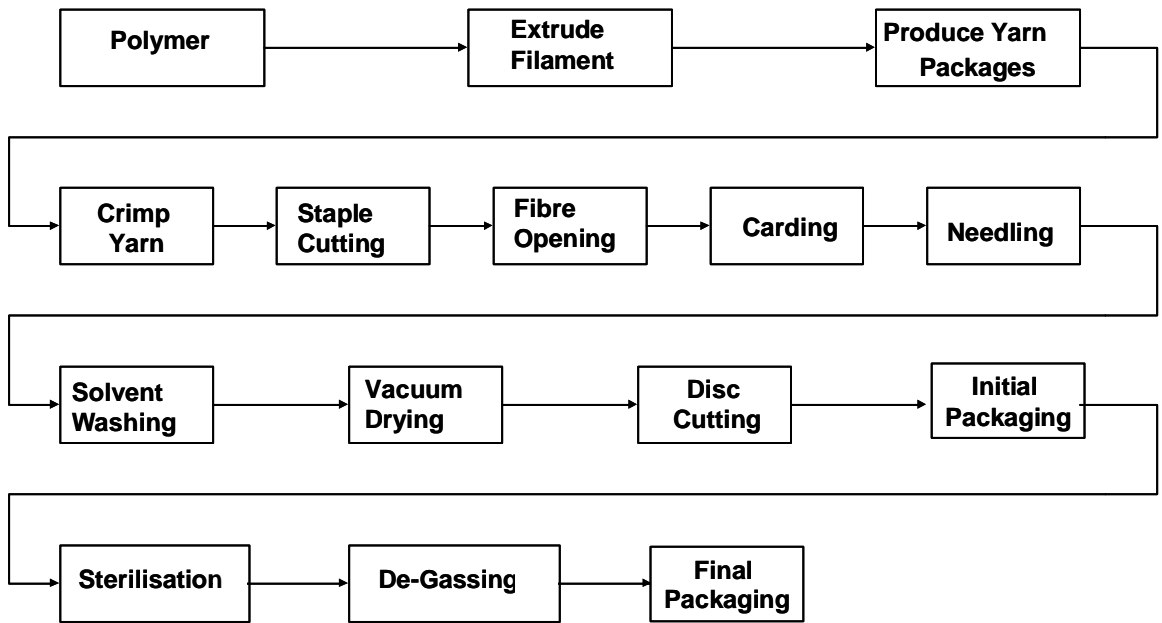 Polymer
Extrude
Filament
Produce Yarn
Packages
Crimp
Yarn
Staple
Cutting
Fibre
Opening
Carding
Needling
Solvent
Washing
Vacuum
Drying
Disc
Cutting
Initial
Packaging
Sterilisation
De-Gassing
Final
Packaging